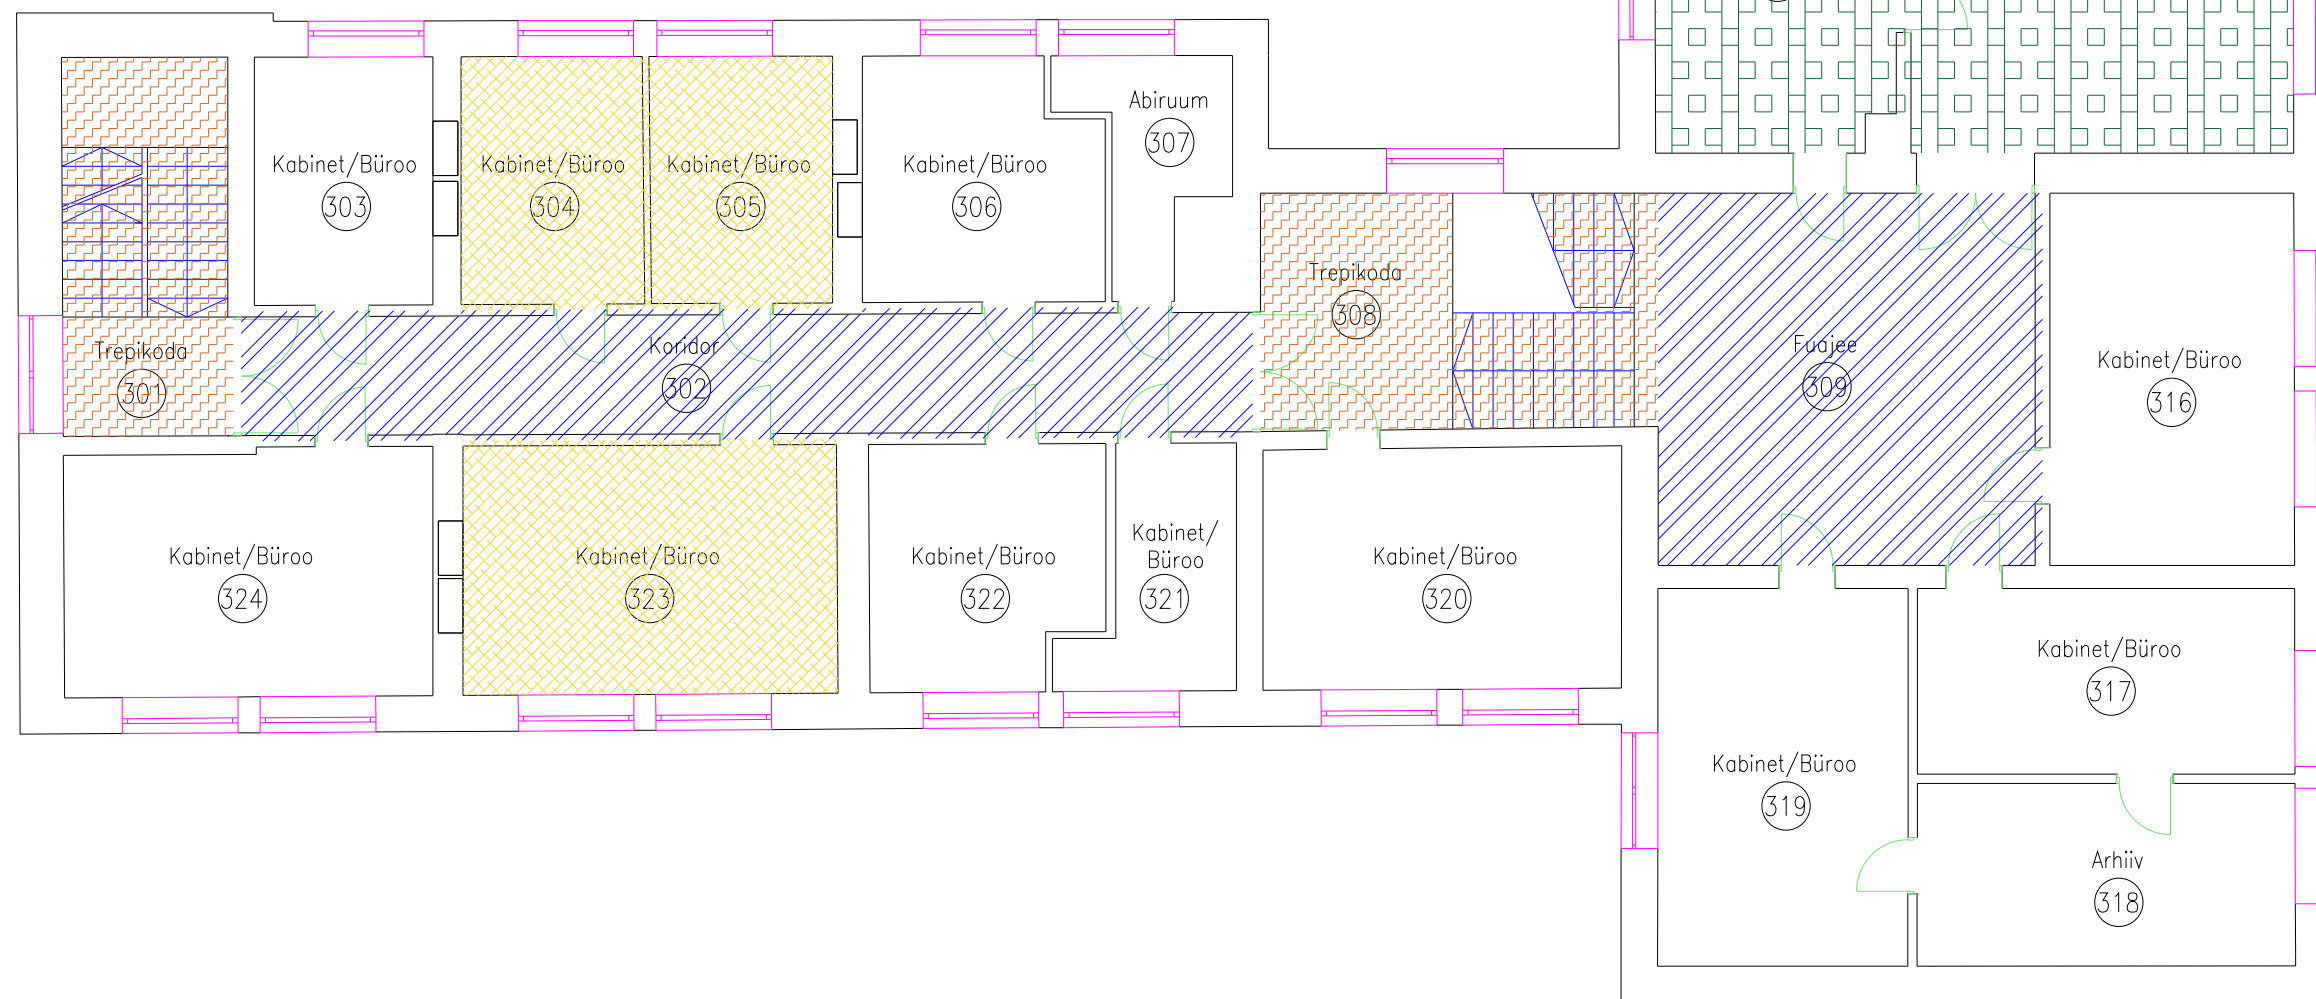 Abiruum
307
Kabinet/Büroo
303
Kabinet/Büroo
304
Kabinet/Büroo
305
Kabinet/Büroo
306
Trepikoda
308
Trepikoda
301
Koridor
302
Fuajee
309
Kabinet/Büroo
316
Kabinet/Büroo
324
Kabinet/Büroo
323
Kabinet/Büroo
322
Kabinet/
Büroo
321
Kabinet/Büroo
320
Kabinet/Büroo
317
Kabinet/Büroo
319
Arhiiv
318